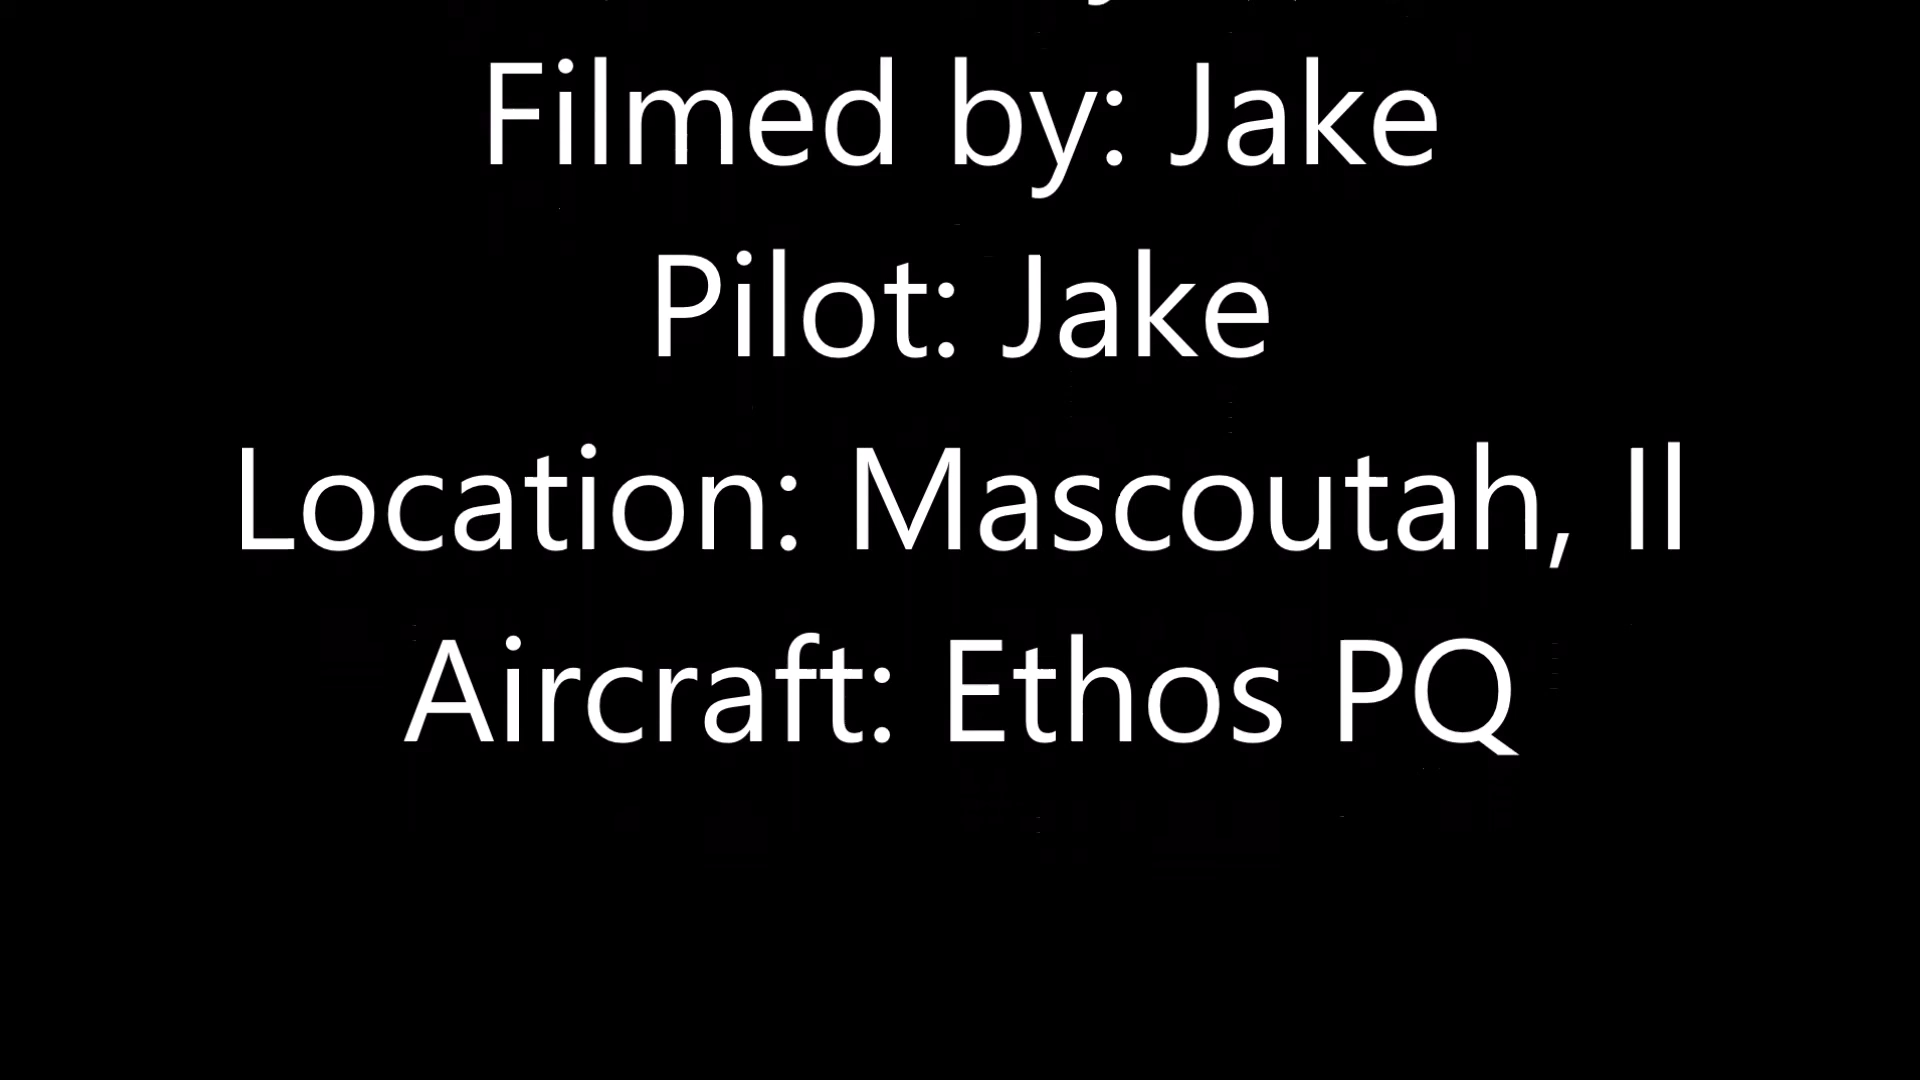 Filmed by: Jake
Pilot: Jake
Location: Mascoutah, Il
Aircraft: Ethos PQ